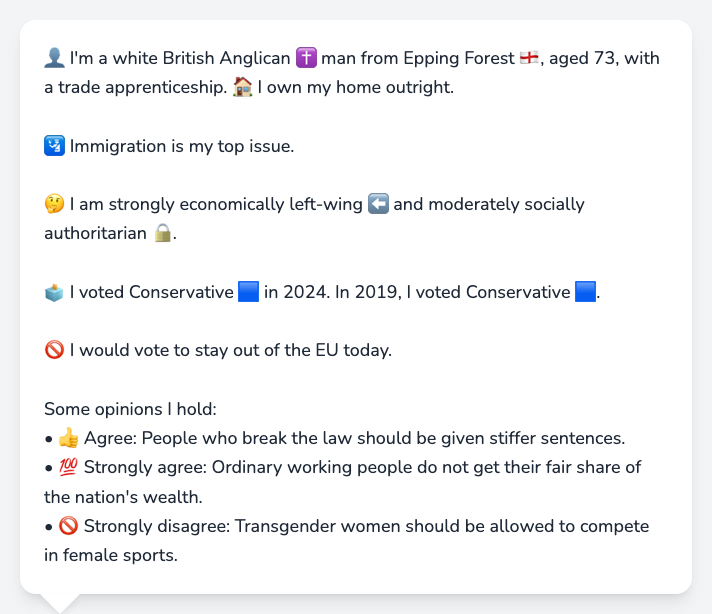 👤 I'm a white British Anglican ✝️ man from Epping Forest 🏴󠁧󠁢󠁥󠁮󠁧󠁿, aged 73, with
a trade apprenticeship. 🏠 I own my home outright.
🛂 Immigration is my top issue.
🤔 I am strongly economically left-wing ⬅️ and moderately socially
authoritarian 🔒.
🗳️ I voted Conservative 🟦 in 2024. In 2019, I voted Conservative 🟦.
🚫 I would vote to stay out of the EU today.
Some opinions I hold:
• 👍 Agree: People who break the law should be given stiffer sentences.
• 💯 Strongly agree: Ordinary working people do not get their fair share of
the nation's wealth.
• 🚫 Strongly disagree: Transgender women should be allowed to compete
in female sports.